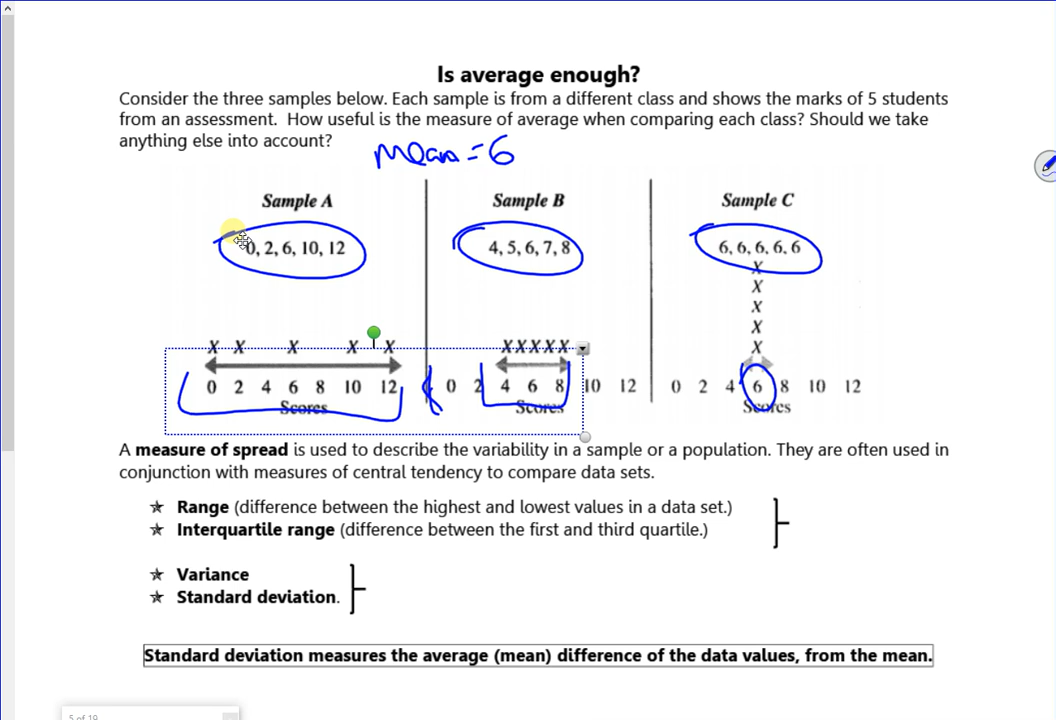 Is average enough?
Consider the three samples below. Each sample is from a different class and shows the marks of 5 students
from an assessment. How useful is the measure of average when comparing each class? Should we take
anything else into account?
mean = 6
Sample A Sample B Sample C
0, 2, 6, 10, 12 4, 5, 6, 7, 8 6, 6, 6, 6, 6
X
X
X
X
X X X X X XXXXX X
0 2 4 6 8 10 12 0 2 4 6 8 10 12 0 2 4 6 8 10 12
Scores Scores Scores
A measure of spread is used to describe the variability in a sample or a population. They are often used in
conjunction with measures of central tendency to compare data sets.
Range (difference between the highest and lowest values in a data set.)
Interquartile range (difference between the first and third quartile.)
Variance
Standard deviation.
Standard deviation measures the average (mean) difference of the data values, from the mean.
5 of 19